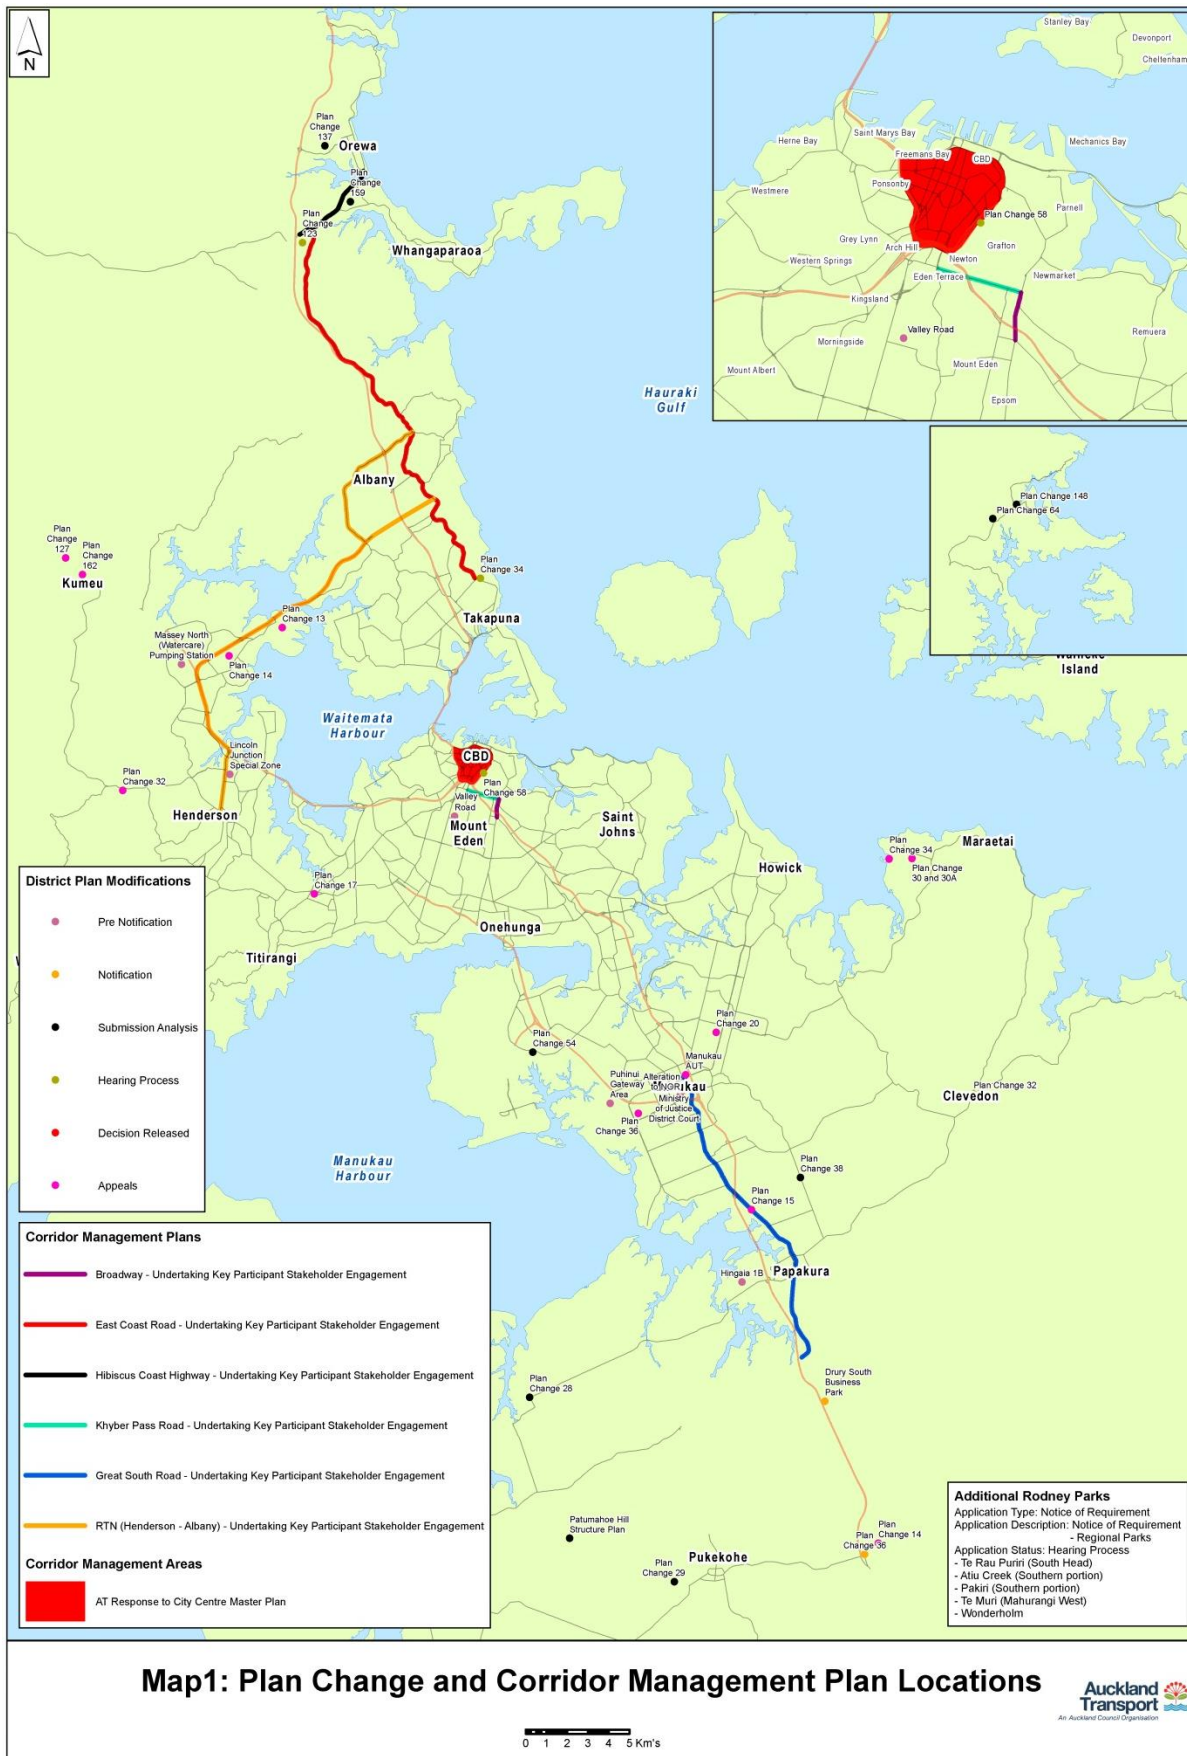 N
Plan
Change
137
Orewa
Plan
Change
159
Plan
Change
123
Whangaparaoa
Hauraki
Gulf
Albany
Plan
Change
127
Plan
Change
162
Kumeu
Plan
Change 34
Takapuna
Plan
Change 13
Massey North
(Watercare)
Pumping Station
Plan
Change 14
Waitemata
Harbour
Lincoln
Junction
Special Zone
Plan
Change 32
Henderson
CBD
Plan
Change 58
Valley
Road
Mount
Eden
Saint
Johns
Howick
Plan
Change 34
Plan Change
30 and 30A
Maraetai
Island
Plan
Change 17
Onehunga
Titirangi
Plan
Change 54
Plan
Change 20
Manukau
AUT
Puhinui
Gateway
Area
Alteration
to NGR
Ministry
of Justice
District Court
Plan
Change 36
Plan Change 32
Clevedon
Manukau
Harbour
Plan
Change 38
Plan
Change 15
Hingaia 1B
Papakura
Plan
Change 28
Drury South
Business
Park
Patumahoe Hill
Structure Plan
Plan
Change 29
Pukekohe
Plan
Change 14
Plan
Change 36
Stanley Bay
Devonport
Cheltenham
Herne Bay
Saint Marys Bay
Mechanics Bay
Freemans Bay
CBD
Westmere
Ponsonby
Parnell
Plan Change 58
Grey Lynn
Arch Hill
Grafton
Western Springs
Newton
Eden Terrace
Newmarket
Kingsland
Valley Road
Remuera
Morningside
Mount Albert
Mount Eden
Epsom
Plan Change 148
Plan Change 64
District Plan Modifications
Pre Notification
Notification
Submission Analysis
Hearing Process
Decision Released
Appeals
Corridor Management Plans
Broadway - Undertaking Key Participant Stakeholder Engagement
East Coast Road - Undertaking Key Participant Stakeholder Engagement
Hibiscus Coast Highway - Undertaking Key Participant Stakeholder Engagement
Khyber Pass Road - Undertaking Key Participant Stakeholder Engagement
Great South Road - Undertaking Key Participant Stakeholder Engagement
RTN (Henderson - Albany) - Undertaking Key Participant Stakeholder Engagement
Corridor Management Areas
AT Response to City Centre Master Plan
Additional Rodney Parks
Application Type: Notice of Requirement
Application Description: Notice of Requirement
- Regional Parks
Application Status: Hearing Process
- Te Rau Puriri (South Head)
- Atiu Creek (Southern portion)
- Pakiri (Southern portion)
- Te Muri (Mahurangi West)
- Wonderholm
Map1: Plan Change and Corridor Management Plan Locations
Auckland
Transport
An Auckland Council Organisation
0 1 2 3 4 5 Km's